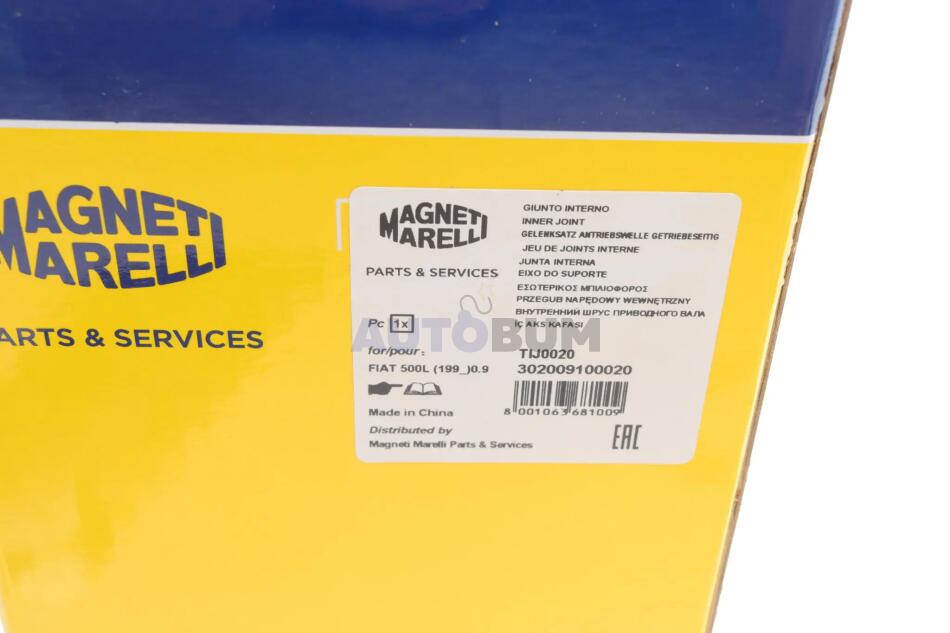 MAGNETI
MARELLI
PARTS & SERVICES
MAGNETI
MARELLI
PARTS & SERVICES
Pc 1x
for/pour:
FIAT 500L (199_)0.9
Made in China
Distributed by
Magneti Marelli Parts & Services
GIUNTO INTERNO
INNER JOINT
GELENKSATZ ANTRIEBSWELLE GETRIEBESEITIG
JEU DE JOINTS INTERNE
JUNTA INTERNA
EIXO DO SUPORTE
ΕΣΩΤΕΡΙΚΟΣ ΜΠΙΛΙΟΦΟΡΟΣ
PRZEGUB NAPĘDOWY WEWNĘTRZNY
ВНУТРЕННИЙ ШРУС ПРИВОДНОГО ВАЛА
İÇ AKS KAFASI
TIJ0020
302009100020
8 001063 681009
EAC
AUTOBUM